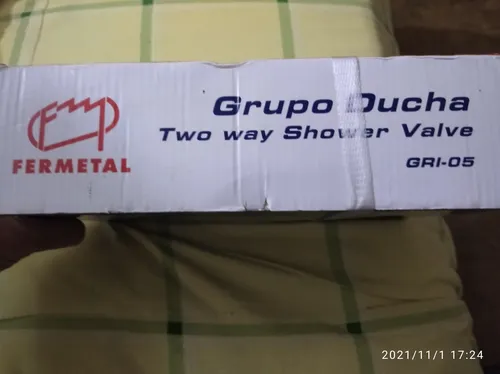 Grupo Ducha
Two way Shower Valve
GRI-05
FERMETAL
2021/11/1 17:24